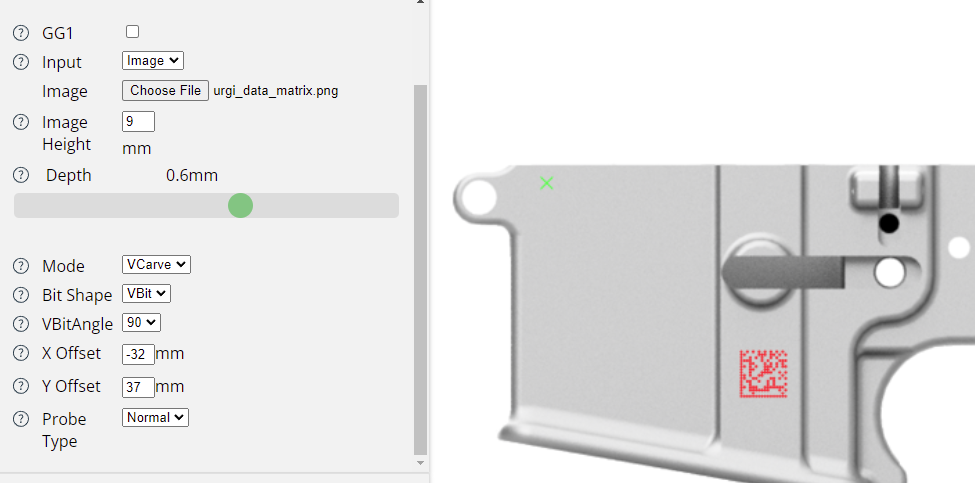 GG1
Input Image
Image Choose File urgi_data_matrix.png
Image Height 9 mm
Depth 0.6mm
Mode VCarve
Bit Shape VBit
VBitAngle 90
X Offset -32 mm
Y Offset 37 mm
Probe Type Normal